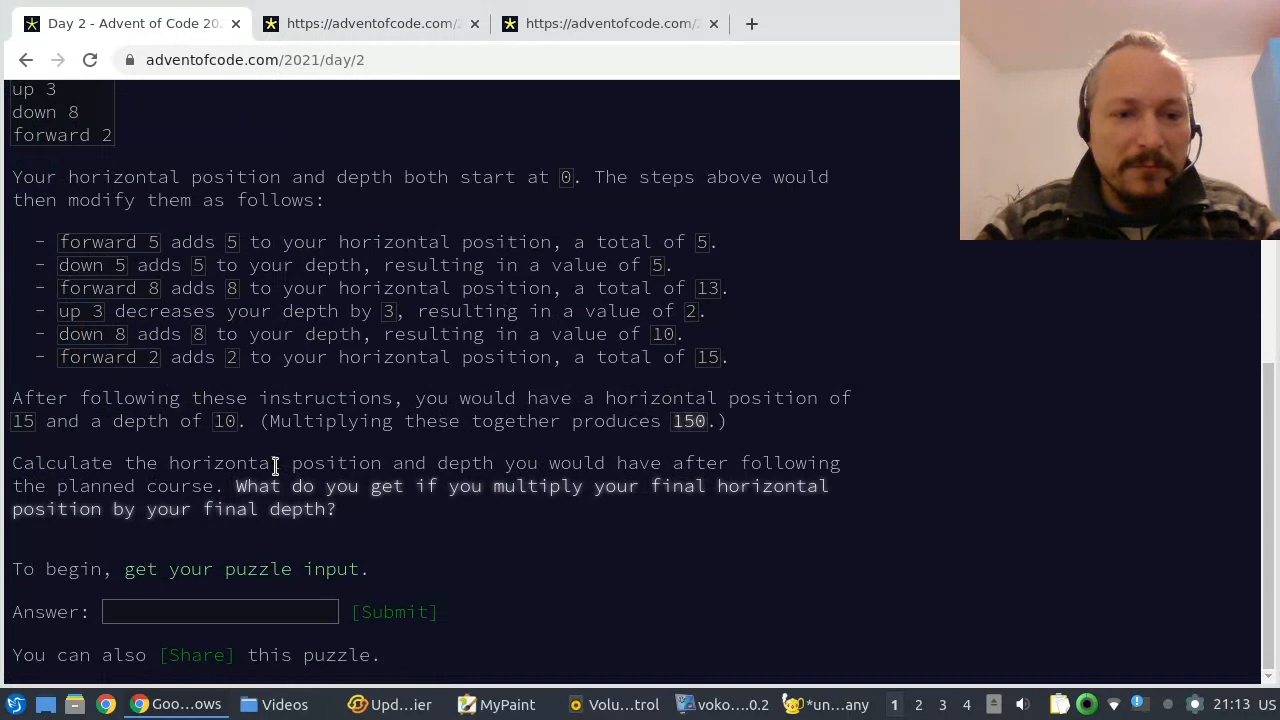 Day 2 - Advent of Code 20
https://adventofcode.com/2
https://adventofcode.com/2
adventofcode.com/2021/day/2
up 3
down 8
forward 2
Your horizontal position and depth both start at 0. The steps above would
then modify them as follows:
- forward 5 adds 5 to your horizontal position, a total of 5.
- down 5 adds 5 to your depth, resulting in a value of 5.
- forward 8 adds 8 to your horizontal position, a total of 13.
- up 3 decreases your depth by 3, resulting in a value of 2.
- down 8 adds 8 to your depth, resulting in a value of 10.
- forward 2 adds 2 to your horizontal position, a total of 15.
After following these instructions, you would have a horizontal position of
15 and a depth of 10. (Multiplying these together produces 150.)
Calculate the horizontal position and depth you would have after following
the planned course. What do you get if you multiply your final horizontal
position by your final depth?
To begin, get your puzzle input.
Answer: [Submit]
You can also [Share] this puzzle.
Goo...ows Videos Upd...ier MyPaint Volu...trol voko...0.2 *un...any 1 2 3 4 21:13 US